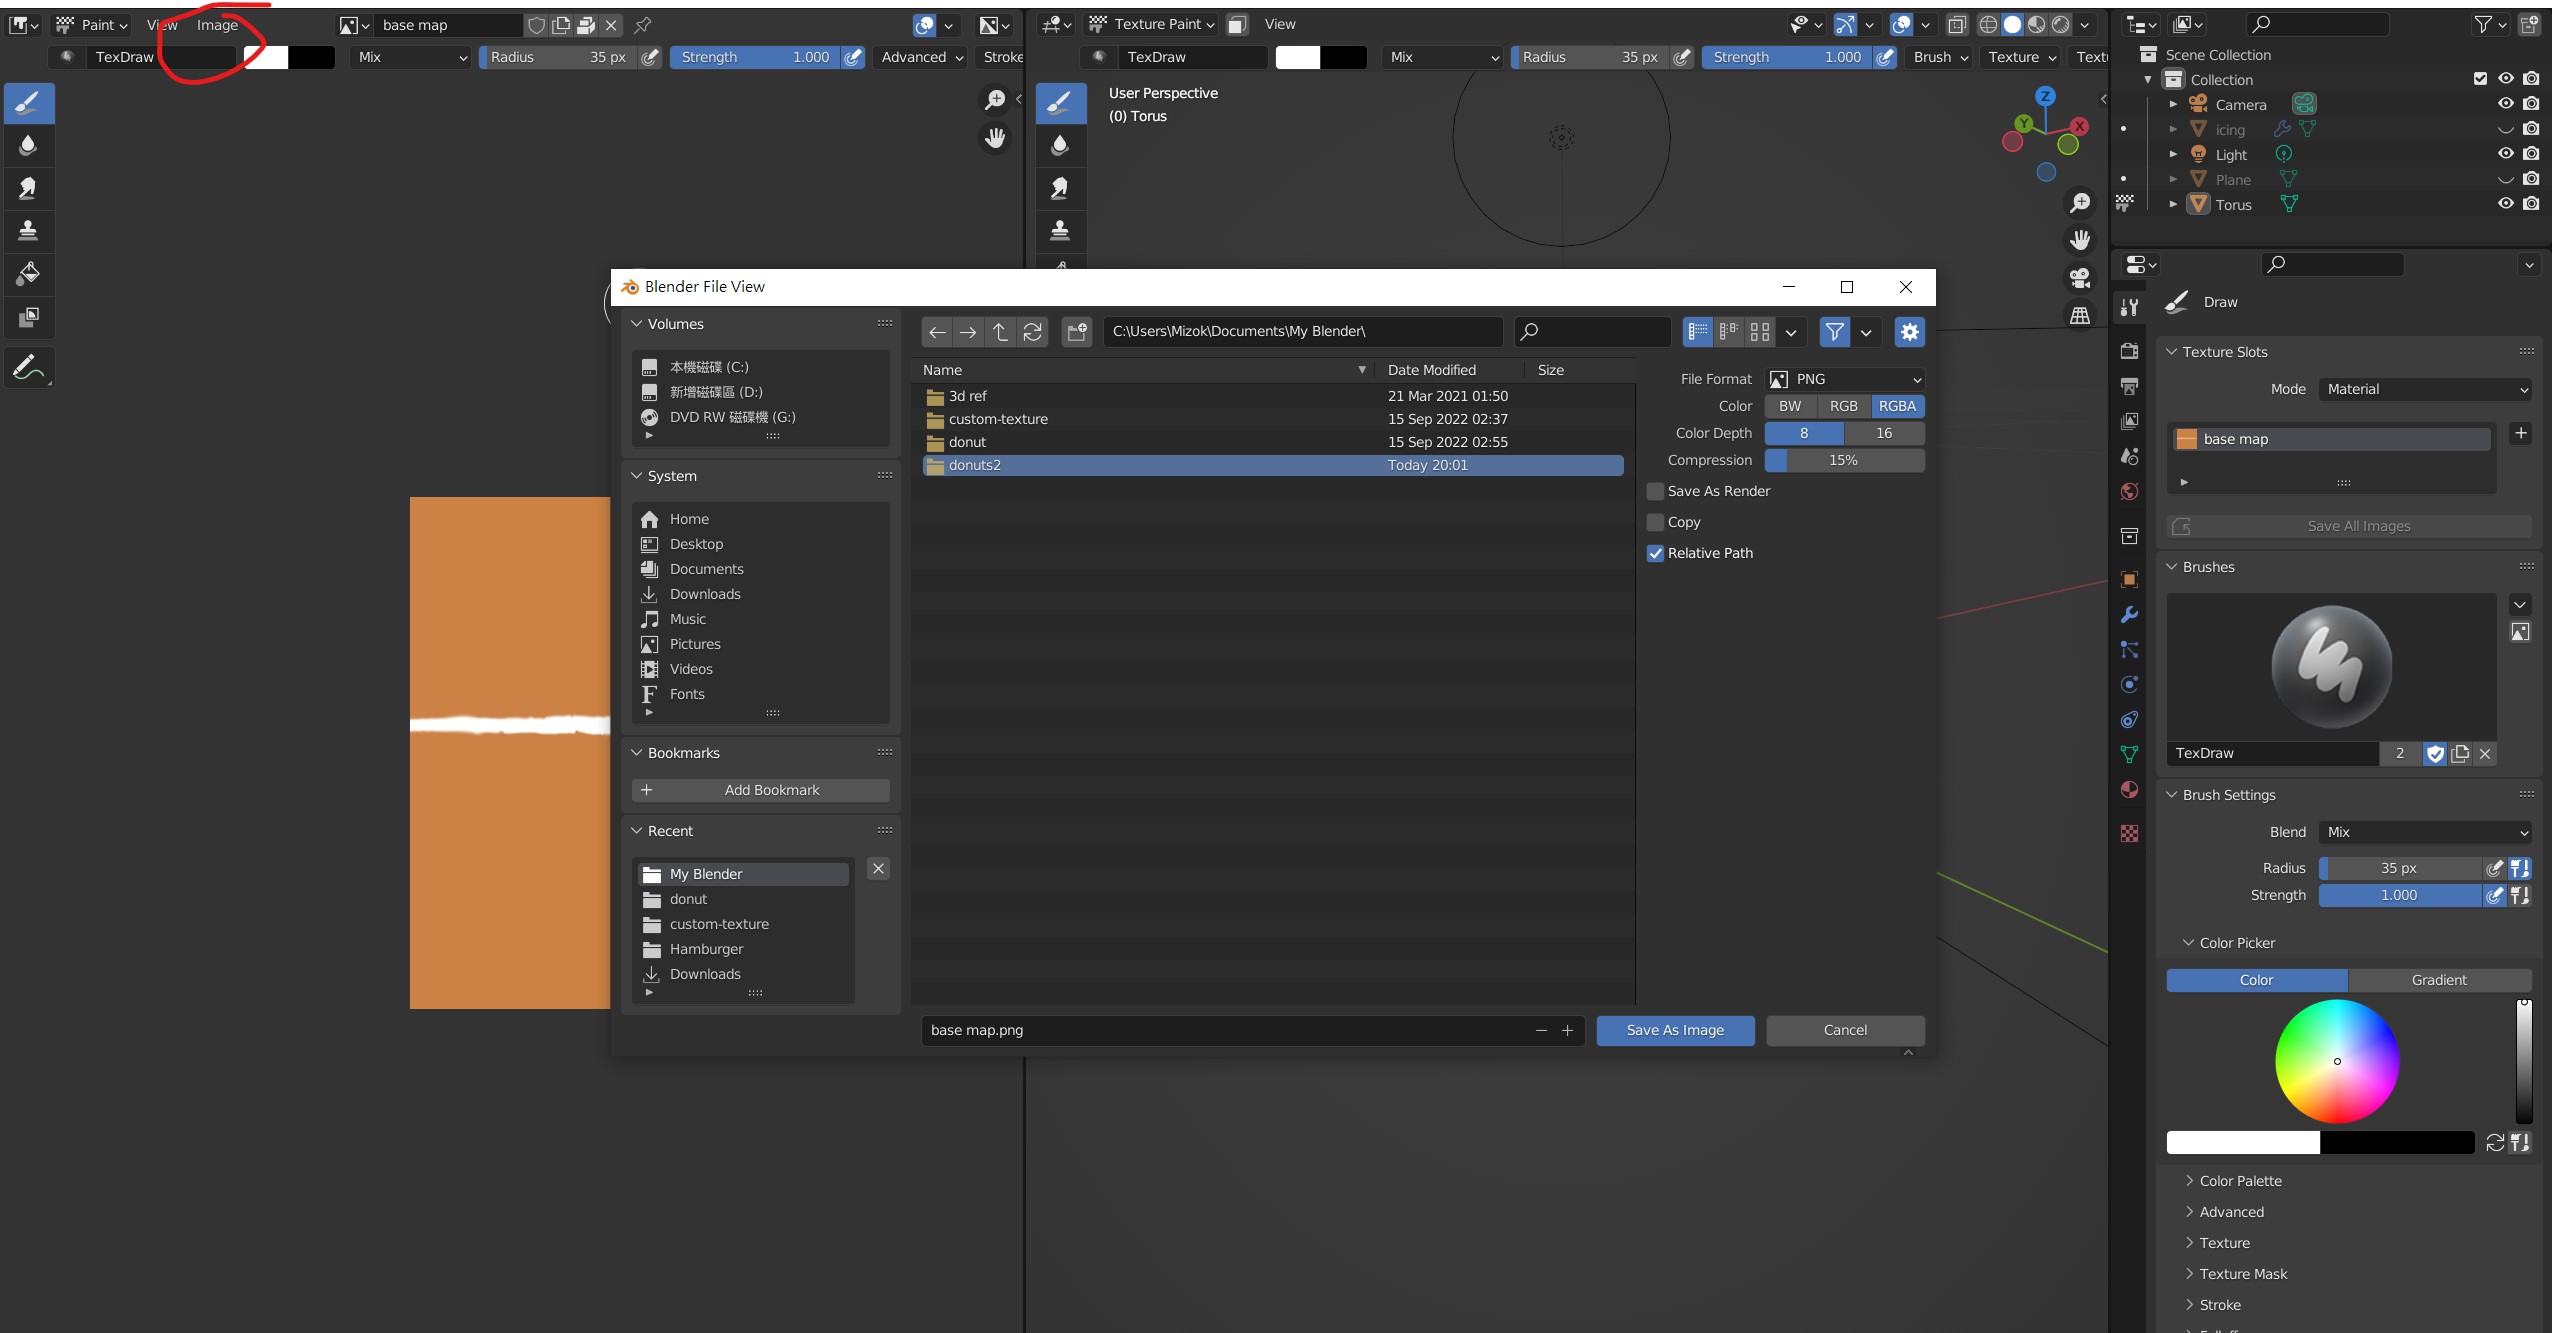 Paint View Image base map
TexDraw Mix Radius 35 px Strength 1.000 Advanced Stroke
Texture Paint View
TexDraw Mix Radius 35 px Strength 1.000 Brush Texture Text
User Perspective
(0) Torus
Z
Y
X
Blender File View
Volumes
本機磁碟 (C:)
新增磁碟區 (D:)
DVD RW 磁碟機 (G:)
System
Home
Desktop
Documents
Downloads
Music
Pictures
Videos
Fonts
Bookmarks
Add Bookmark
Recent
My Blender
donut
custom-texture
Hamburger
Downloads
C:\Users\Mizok\Documents\My Blender\
Name Date Modified Size
3d ref 21 Mar 2021 01:50
custom-texture 15 Sep 2022 02:37
donut 15 Sep 2022 02:55
donuts2 Today 20:01
File Format PNG
Color BW RGB RGBA
Color Depth 8 16
Compression 15%
Save As Render
Copy
Relative Path
base map.png Save As Image Cancel
Scene Collection
Collection
Camera
icing
Light
Plane
Torus
Draw
Texture Slots
Mode Material
base map
Save All Images
Brushes
TexDraw 2
Brush Settings
Blend Mix
Radius 35 px
Strength 1.000
Color Picker
Color Gradient
Color Palette
Advanced
Texture
Texture Mask
Stroke